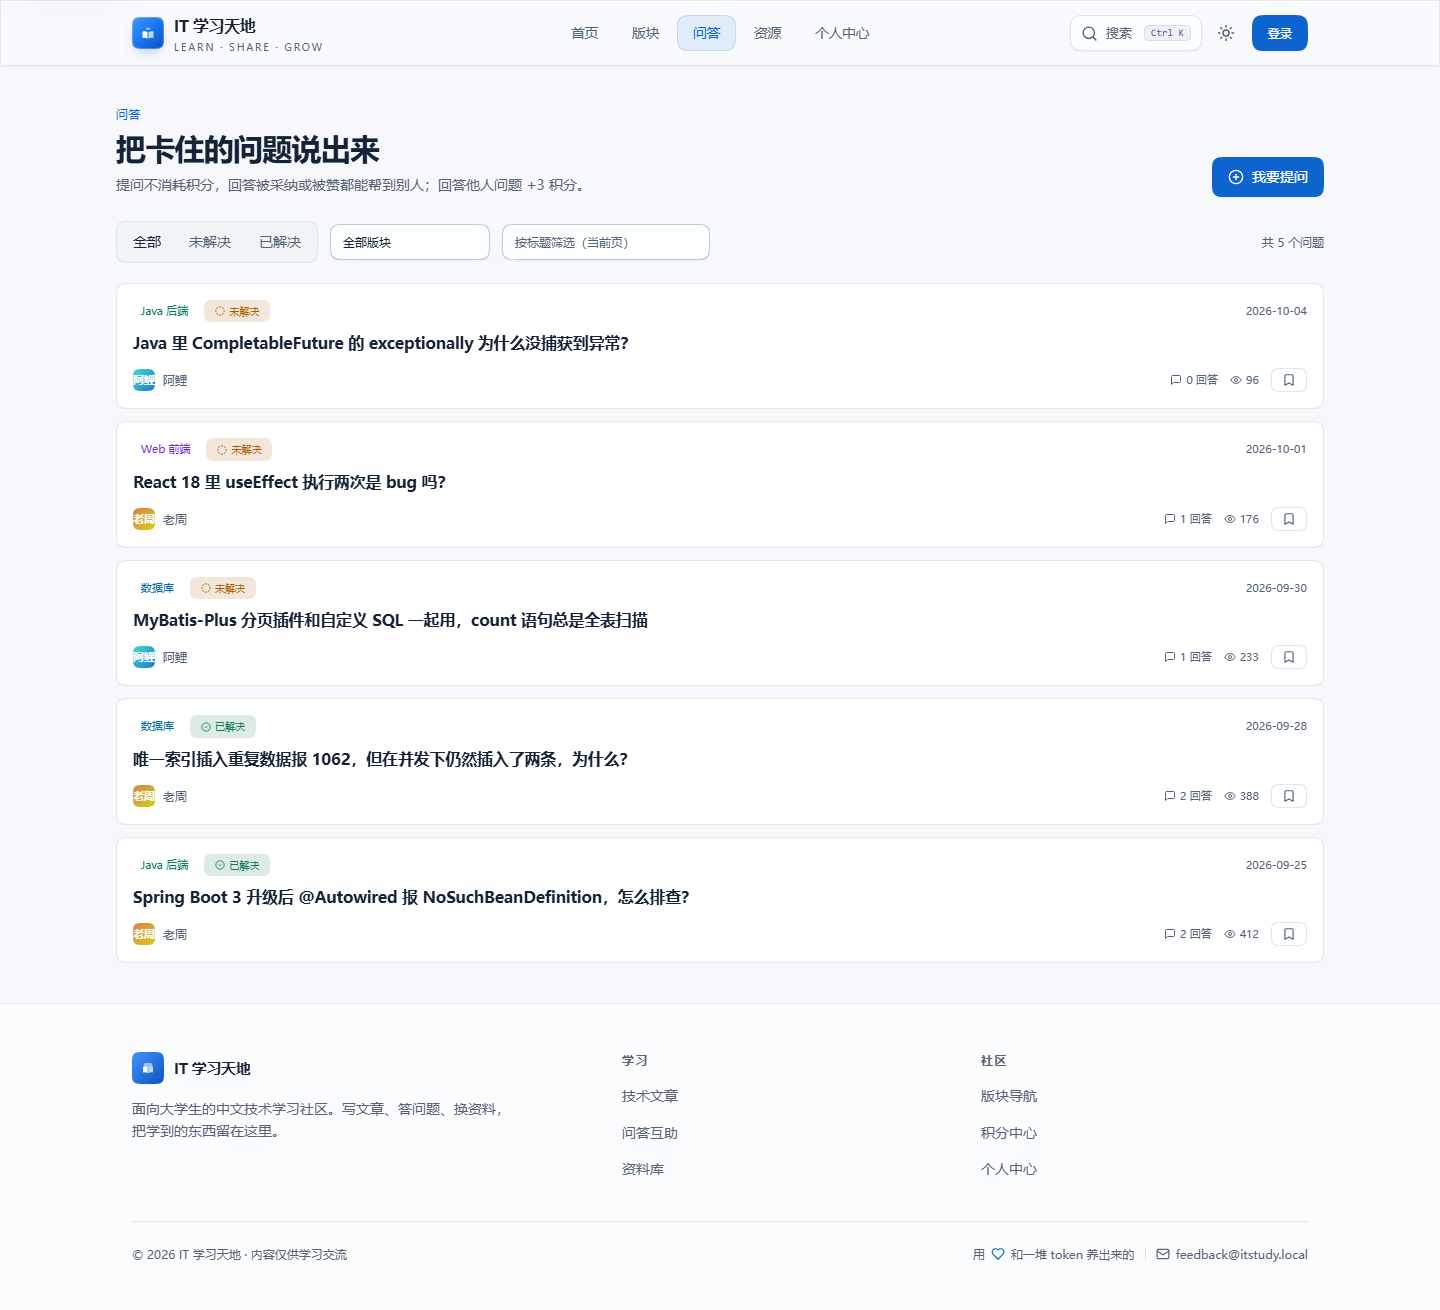 IT 学习天地
LEARN · SHARE · GROW
首页 版块 问答 资源 个人中心
搜索 Ctrl K
登录
问答
把卡住的问题说出来
提问不消耗积分，回答被采纳或被赞都能帮到别人；回答他人问题 +3 积分。
我要提问
全部 未解决 已解决
全部版块
按标题筛选（当前页）
共 5 个问题
Java 后端 未解决 2026-10-04
Java 里 CompletableFuture 的 exceptionally 为什么没捕获到异常？
阿鲤 阿鲤 0 回答 96
Web 前端 未解决 2026-10-01
React 18 里 useEffect 执行两次是 bug 吗？
老周 老周 1 回答 176
数据库 未解决 2026-09-30
MyBatis-Plus 分页插件和自定义 SQL 一起用，count 语句总是全表扫描
阿鲤 阿鲤 1 回答 233
数据库 已解决 2026-09-28
唯一索引插入重复数据报 1062，但在并发下仍然插入了两条，为什么？
老周 老周 2 回答 388
Java 后端 已解决 2026-09-25
Spring Boot 3 升级后 @Autowired 报 NoSuchBeanDefinition，怎么排查？
老周 老周 2 回答 412
IT 学习天地
面向大学生的中文技术学习社区。写文章、答问题、换资料，
把学到的东西留在这里。
学习
技术文章
问答互助
资料库
社区
版块导航
积分中心
个人中心
© 2026 IT 学习天地 · 内容仅供学习交流
用 和一堆 token 养出来的
feedback@itstudy.local